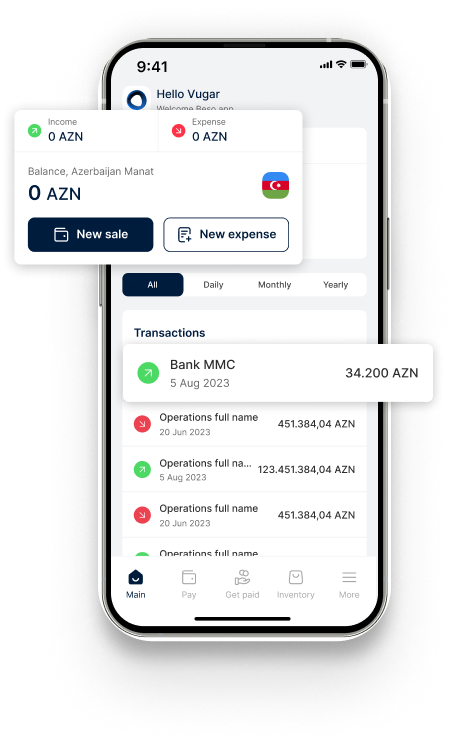 9:41
Hello Vugar
Welcome Beso app
Income
0 AZN
Expense
0 AZN
Balance, Azerbaijan Manat
0 AZN
New sale
New expense
All
Daily
Monthly
Yearly
Transactions
Bank MMC
5 Aug 2023
34.200 AZN
Operations full name
20 Jun 2023
451.384,04 AZN
Operations full na...
5 Aug 2023
123.451.384,04 AZN
Operations full name
20 Jun 2023
451.384,04 AZN
Operations full name
Main
Pay
Get paid
Inventory
More